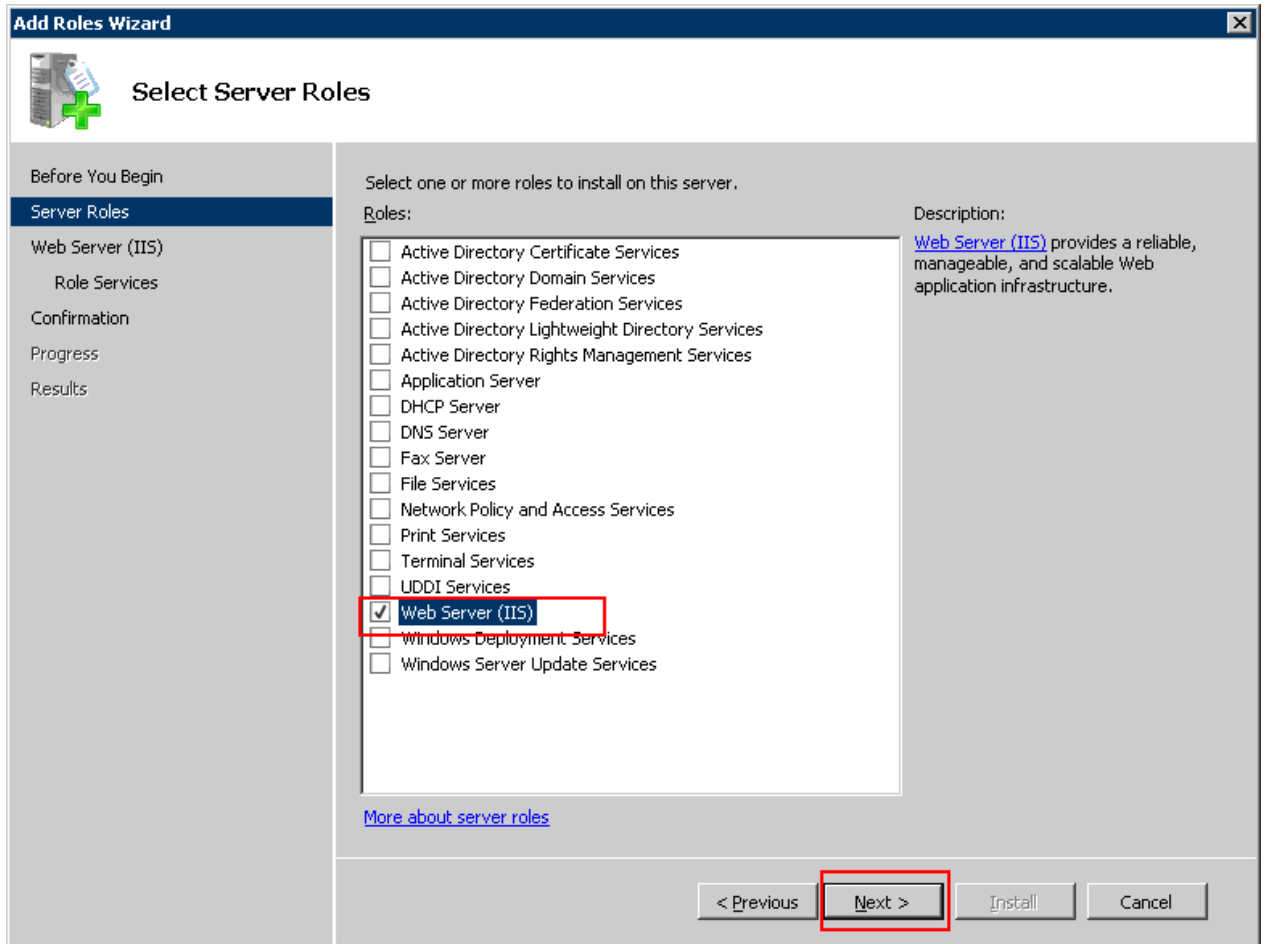 Add Roles Wizard
Select Server Roles
Before You Begin
Server Roles
Web Server (IIS)
Role Services
Confirmation
Progress
Results
Select one or more roles to install on this server.
Roles:
Active Directory Certificate Services
Active Directory Domain Services
Active Directory Federation Services
Active Directory Lightweight Directory Services
Active Directory Rights Management Services
Application Server
DHCP Server
DNS Server
Fax Server
File Services
Network Policy and Access Services
Print Services
Terminal Services
UDDI Services
Web Server (IIS)
Windows Deployment Services
Windows Server Update Services
More about server roles
Description:
Web Server (IIS) provides a reliable,
manageable, and scalable Web
application infrastructure.
< Previous
Next >
Install
Cancel